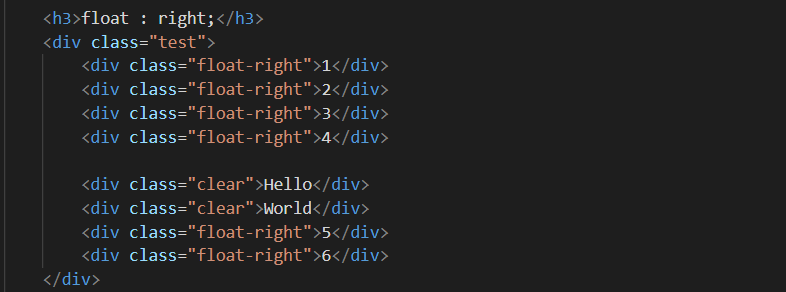 <h3>float : right;</h3>
<div class="test">
<div class="float-right">1</div>
<div class="float-right">2</div>
<div class="float-right">3</div>
<div class="float-right">4</div>
<div class="clear">Hello</div>
<div class="clear">World</div>
<div class="float-right">5</div>
<div class="float-right">6</div>
</div>